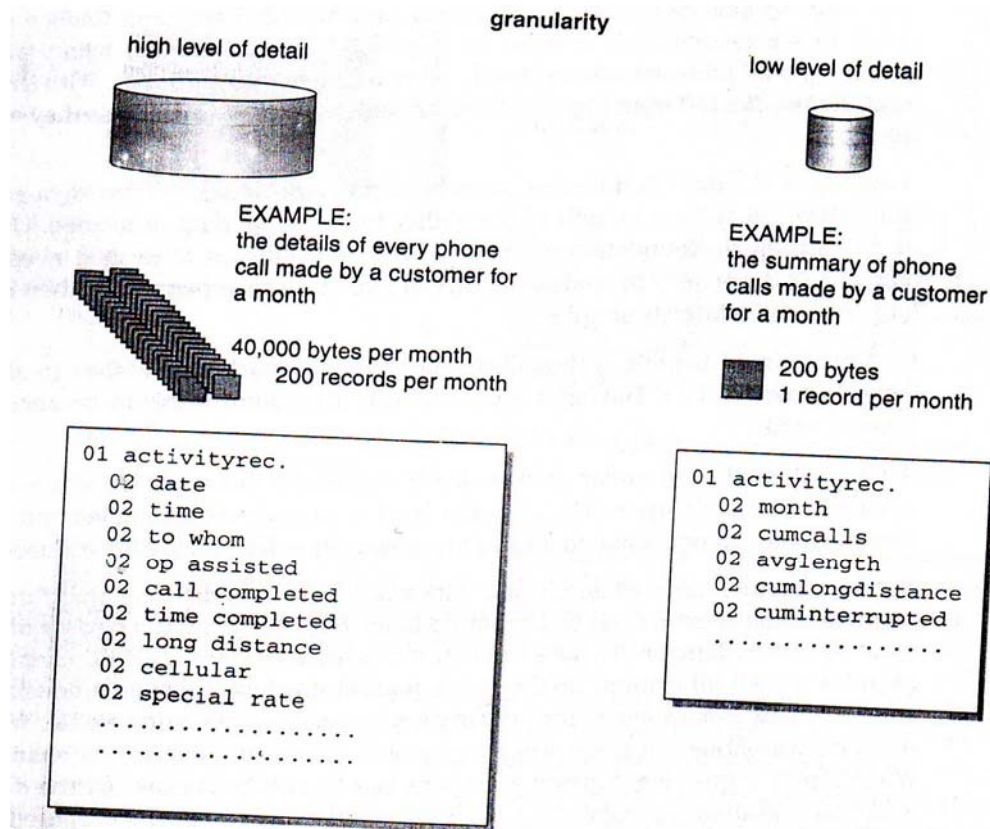 granularity
high level of detail
low level of detail
EXAMPLE:
the details of every phone
call made by a customer for
a month
40,000 bytes per month
200 records per month
EXAMPLE:
the summary of phone
calls made by a customer
for a month
200 bytes
1 record per month
01 activityrec.
02 date
02 time
02 to whom
02 op assisted
02 call completed
02 time completed
02 long distance
02 cellular
02 special rate
. . . . . . . . . . . . . . . . . .
. . . . . . . . . . . . . . . . . .
01 activityrec.
02 month
02 cumcalls
02 avglength
02 cumlongdistance
02 cuminterrupted
. . . . . . . . . . . . . . . .